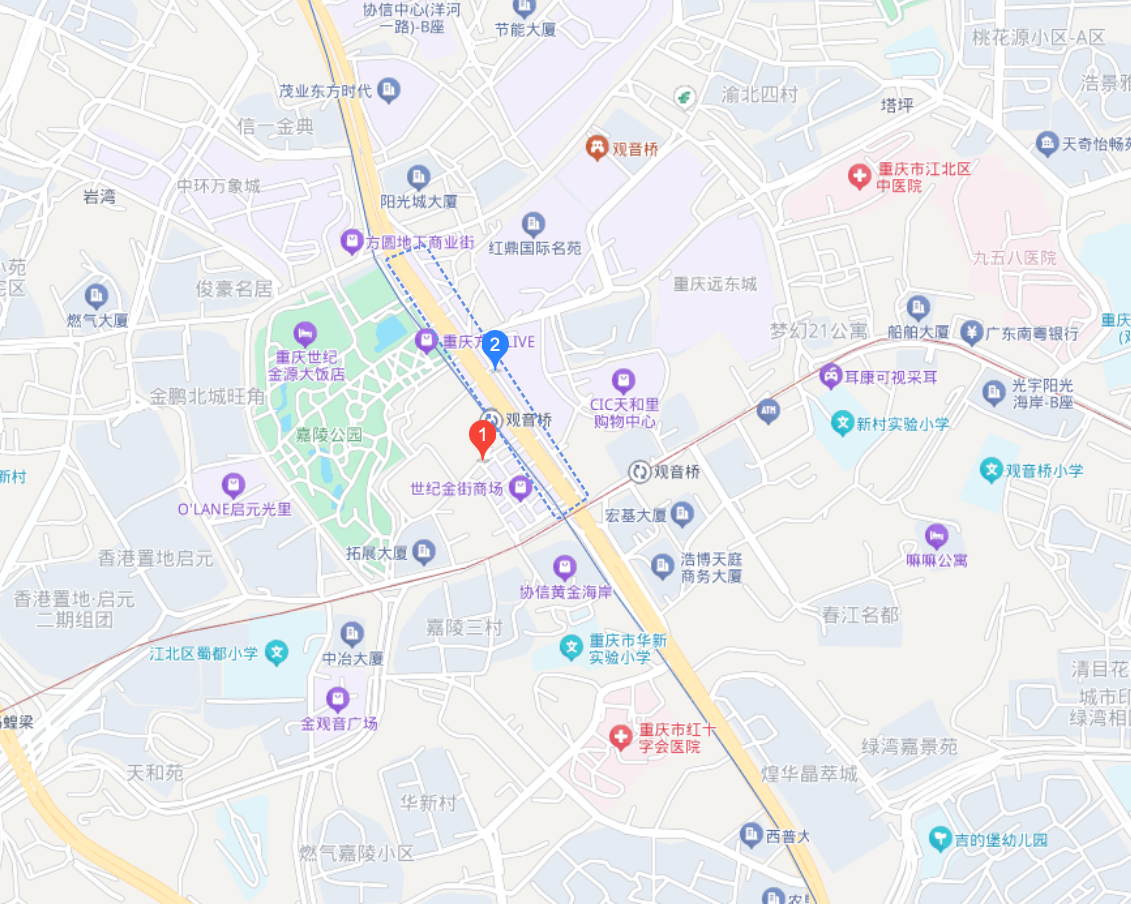 协信中心(洋河
一路)-B座
节能大厦
桃花源小区-A区
茂业东方时代
信一金典
渝北四村
塔坪
浩景雅
天奇怡畅苑
观音桥
重庆市江北区
中医院
中环万象城
岩湾
阳光城大厦
方圆地下商业街
红鼎国际名苑
九五八医院
小苑
宅区
俊豪名居
燃气大厦
重庆远东城
梦幻21公寓
船舶大厦
广东南粤银行
重庆
重庆方
LIVE
2
重庆世纪
金源大饭店
金鹏北城旺角
CIC天和里
购物中心
耳康可视采耳
光宇阳光
海岸-B座
ATM
新村实验小学
嘉陵公园
观音桥
1
新村
O'LANE启元光里
世纪金街商场
观音桥
观音桥小学
宏基大厦
香港置地启元
拓展大厦
浩博天庭
商务大厦
嘛嘛公寓
协信黄金海岸
香港置地·启元
二期组团
春江名都
嘉陵三村
江北区蜀都小学
中冶大厦
重庆市华新
实验小学
清目花
城市印
绿湾相
蝗梁
金观音广场
重庆市红十
字会医院
绿湾嘉景苑
天和苑
煌华晶萃城
华新村
西普大
吉的堡幼儿园
燃气嘉陵小区